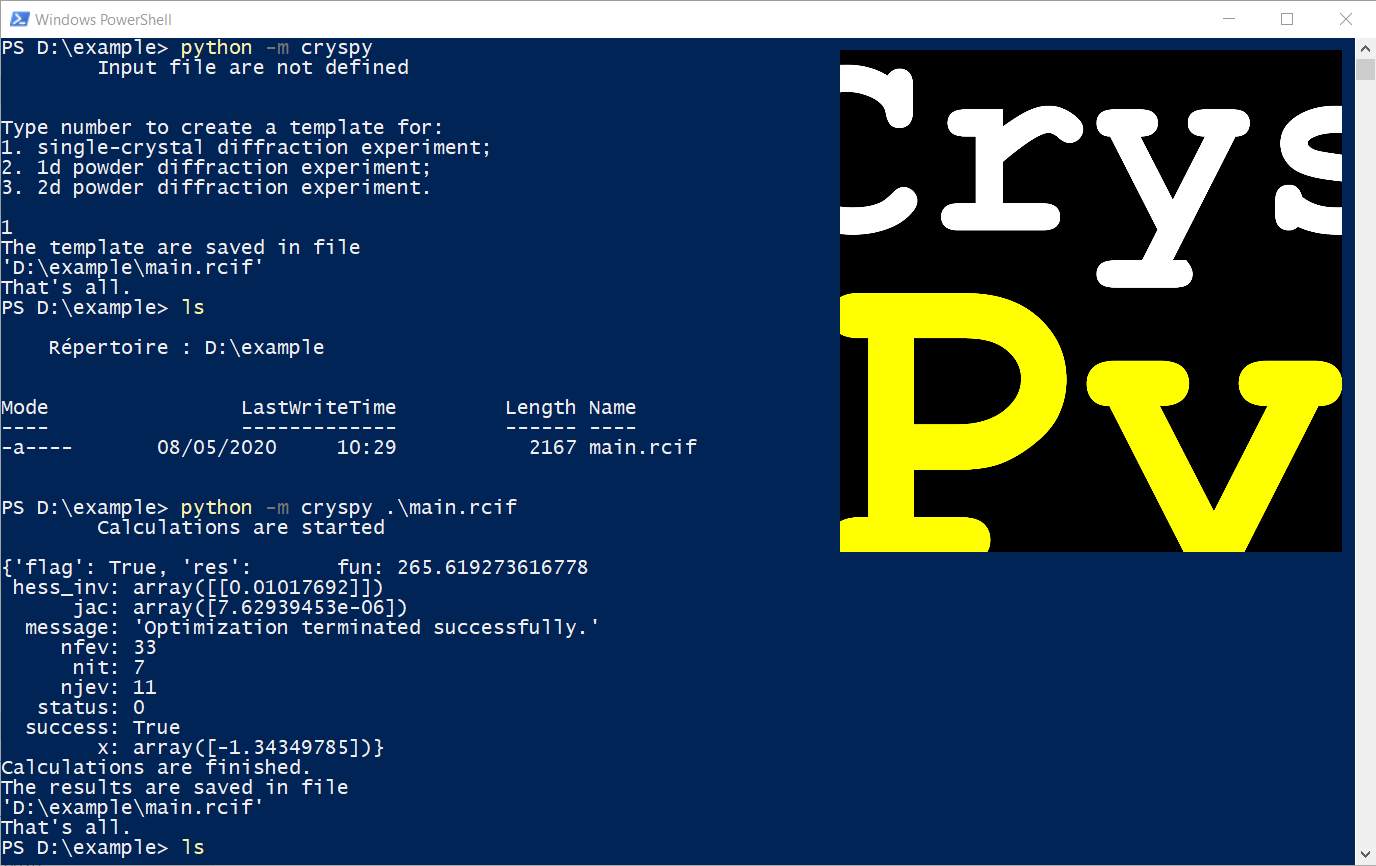 Windows PowerShell
PS D:\example> python -m cryspy
Input file are not defined
Type number to create a template for:
1. single-crystal diffraction experiment;
2. 1d powder diffraction experiment;
3. 2d powder diffraction experiment.
1
The template are saved in file
'D:\example\main.rcif'
That's all.
PS D:\example> ls
Répertoire : D:\example
Mode LastWriteTime Length Name
---- ------------- ------ ----
-a---- 08/05/2020 10:29 2167 main.rcif
PS D:\example> python -m cryspy .\main.rcif
Calculations are started
{'flag': True, 'res': fun: 265.619273616778
hess_inv: array([[0.01017692]])
jac: array([7.62939453e-06])
message: 'Optimization terminated successfully.'
nfev: 33
nit: 7
njev: 11
status: 0
success: True
x: array([-1.34349785])}
Calculations are finished.
The results are saved in file
'D:\example\main.rcif'
That's all.
PS D:\example> ls
Crys
Py